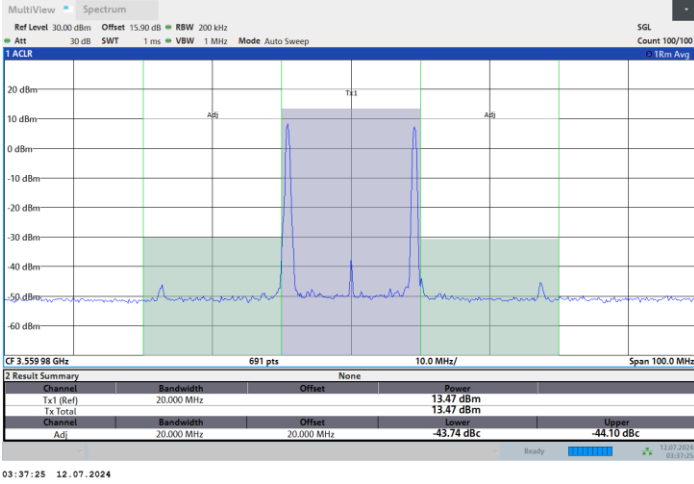 MultiView Spectrum
Ref Level 30.00 dBm Offset 15.90 dB RBW 200 kHz SGL
Att 30 dB SWT 1 ms VBW 1 MHz Mode Auto Sweep Count 100/100
1 ACLR 1Rm Avg
Tx1
20 dBm
Adj Adj
10 dBm
0 dBm
-10 dBm
-20 dBm
-30 dBm
-40 dBm
-50 dBm
-60 dBm
CF 3.559 98 GHz 691 pts 10.0 MHz/ Span 100.0 MHz
2 Result Summary None
Channel Bandwidth Offset Power
Tx1 (Ref) 20.000 MHz 13.47 dBm
Tx Total 13.47 dBm
Channel Bandwidth Offset Lower Upper
Adj 20.000 MHz 20.000 MHz -43.74 dBc -44.10 dBc
Ready 12.07.2024
03:37:25
03:37:25 12.07.2024